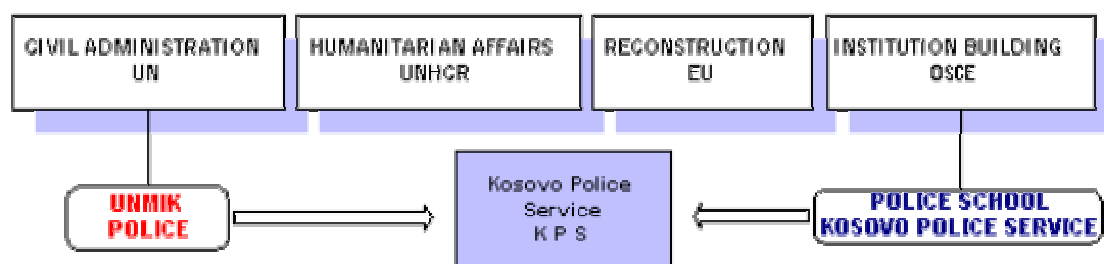 CIVIL ADMINISTRATION
UN
HUMANITARIAN AFFAIRS
UNHCR
RECONSTRUCTION
EU
INSTITUTION BUILDING
OSCE
UNMIK
POLICE
Kosovo Police
Service
K P S
POLICE SCHOOL
KOSOVO POLICE SERVICE